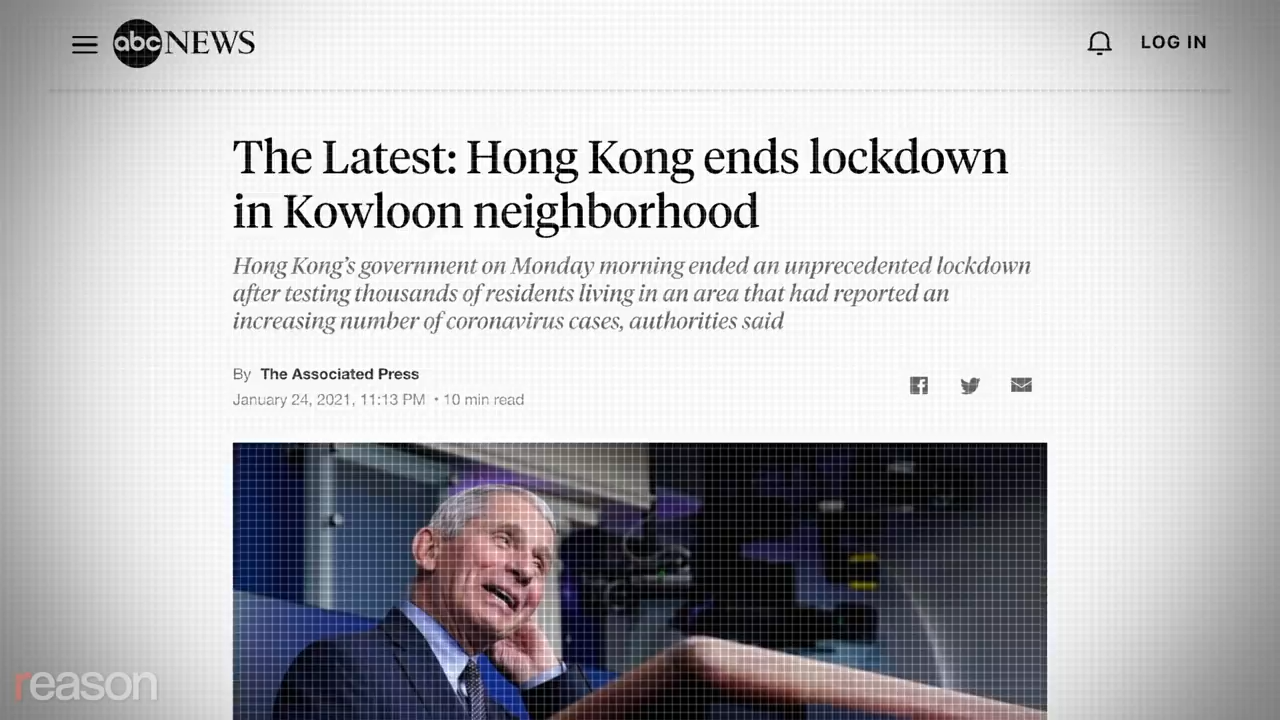 abc NEWS
LOG IN
The Latest: Hong Kong ends lockdown
in Kowloon neighborhood
Hong Kong's government on Monday morning ended an unprecedented lockdown
after testing thousands of residents living in an area that had reported an
increasing number of coronavirus cases, authorities said
By The Associated Press
January 24, 2021, 11:13 PM • 10 min read
reason